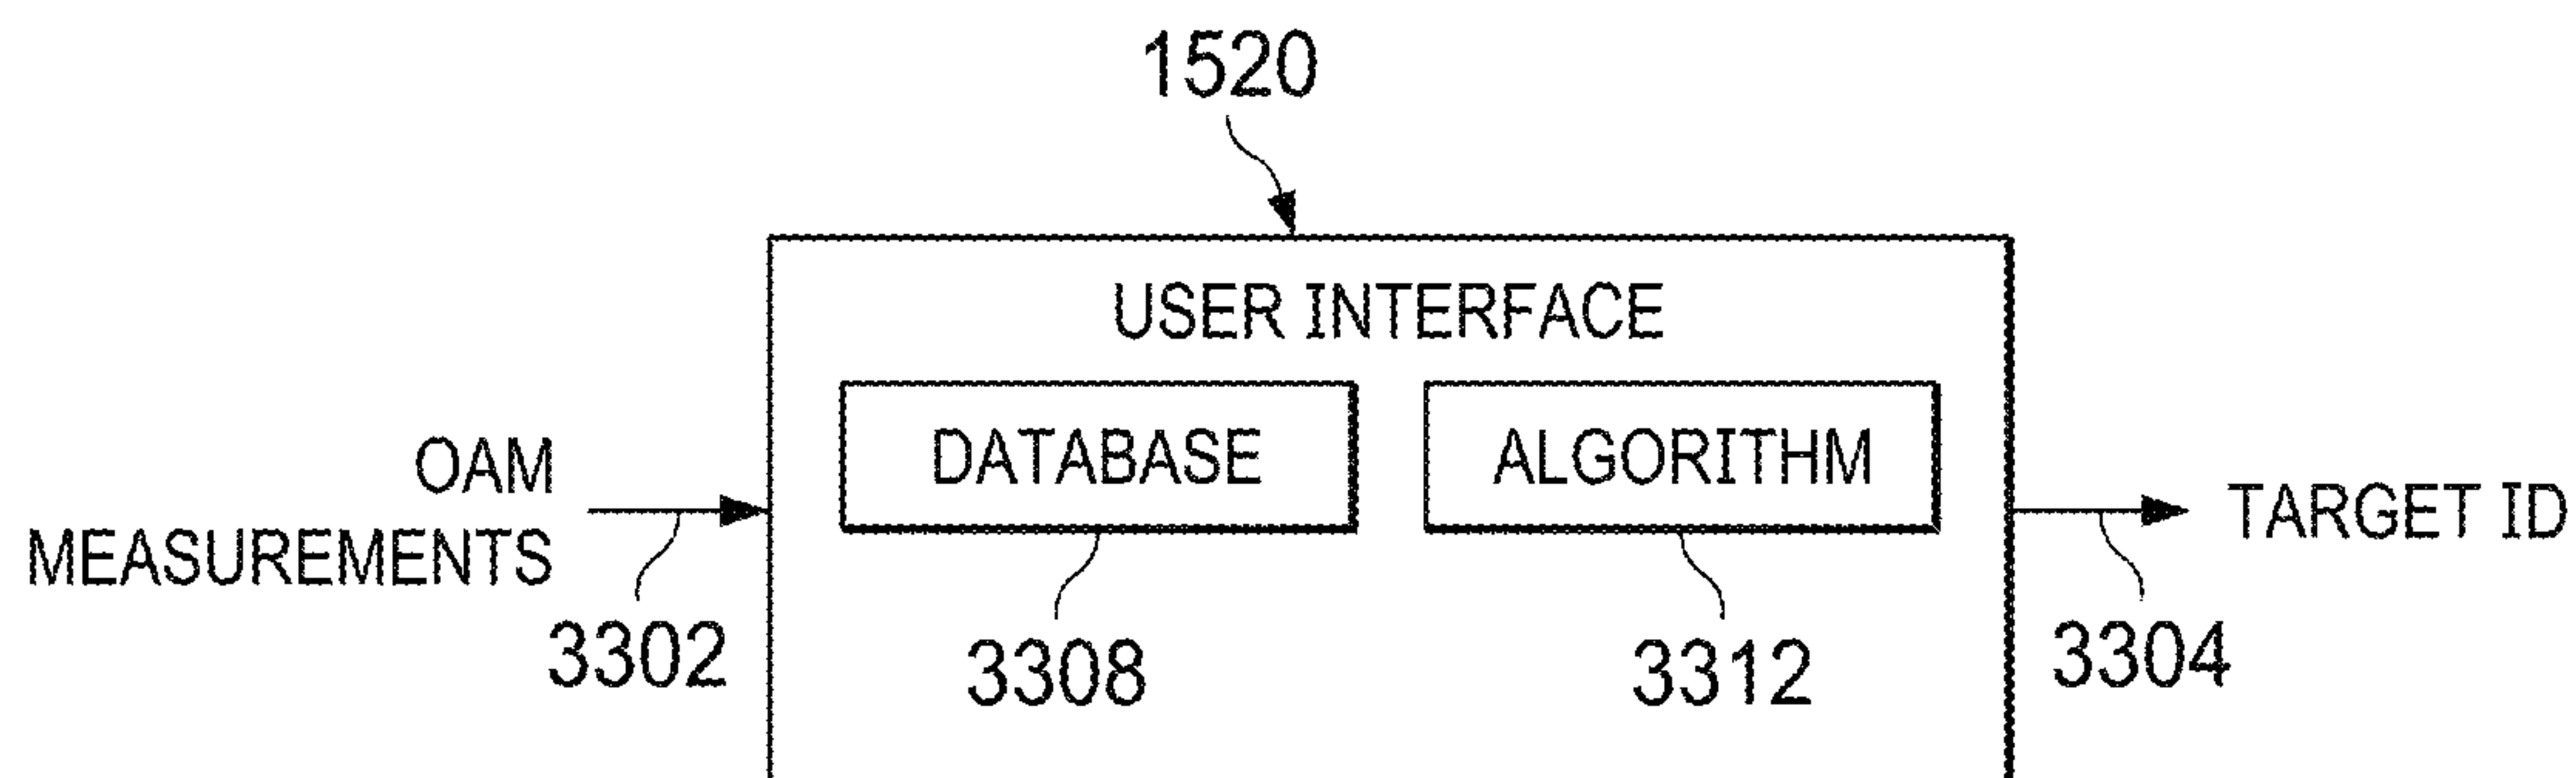 1520
USER INTERFACE
DATABASE
ALGORITHM
OAM
MEASUREMENTS
TARGET ID
3302
3308
3312
3304